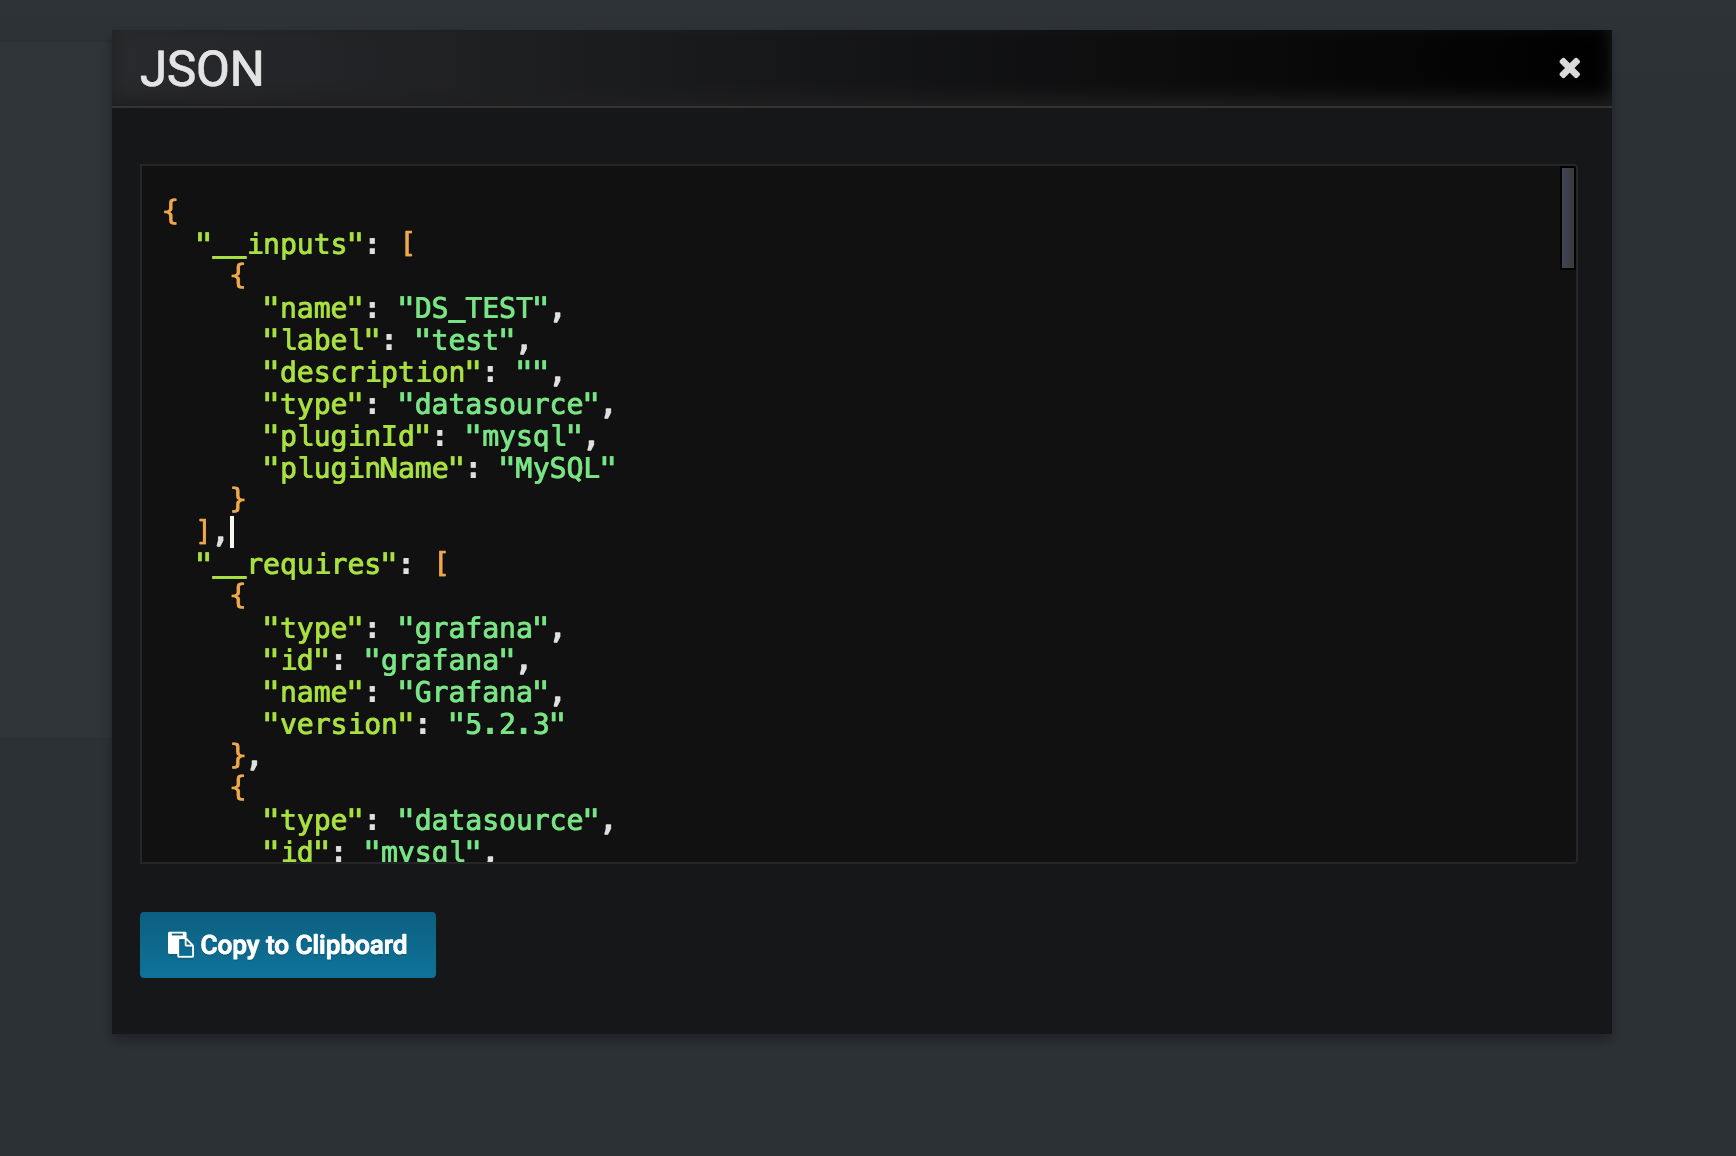 JSON
{
"__inputs": [
{
"name": "DS_TEST",
"label": "test",
"description": "",
"type": "datasource",
"pluginId": "mysql",
"pluginName": "MySQL"
}
],
"__requires": [
{
"type": "grafana",
"id": "grafana",
"name": "Grafana",
"version": "5.2.3"
},
{
"type": "datasource",
"id": "mysql",
Copy to Clipboard